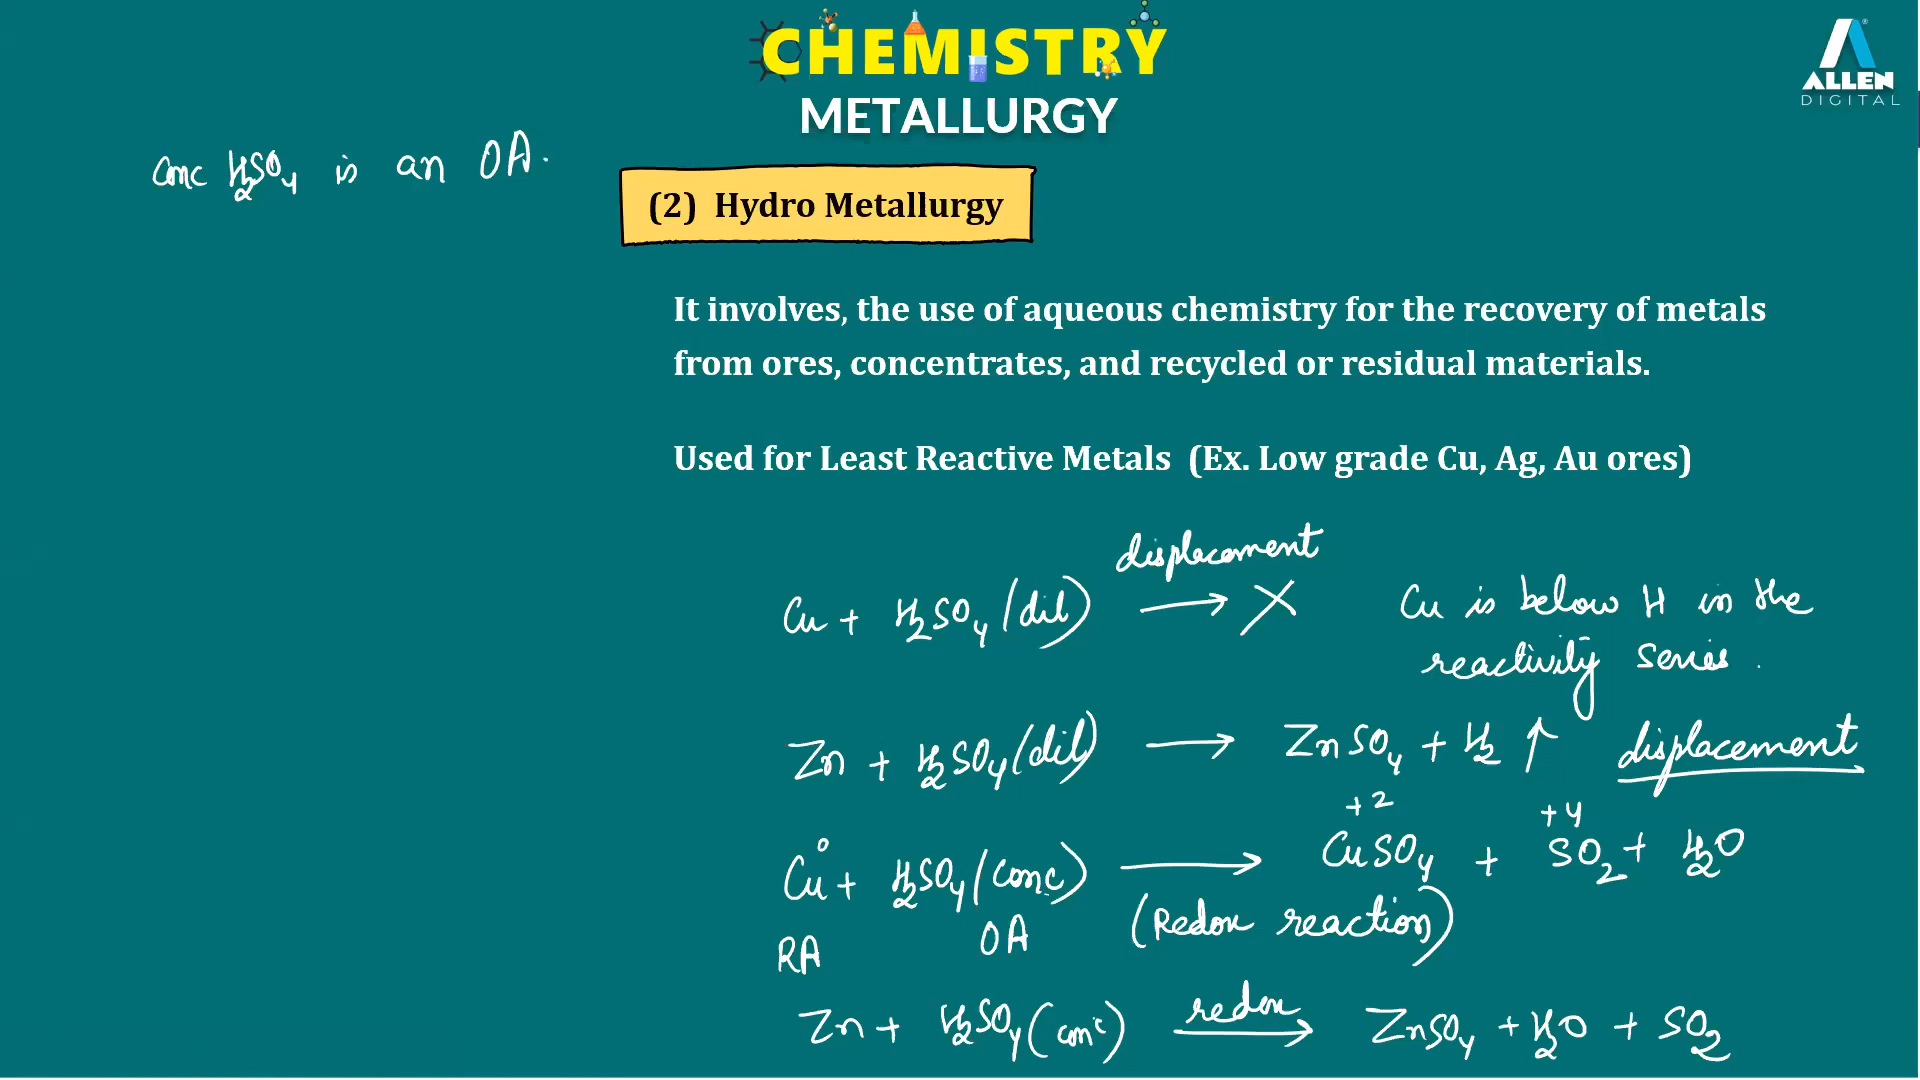 CHEMISTRY
METALLURGY
ALLEN
DIGITAL
Conc H₂SO₄ is an OA.
(2) Hydro Metallurgy
It involves, the use of aqueous chemistry for the recovery of metals
from ores, concentrates, and recycled or residual materials.
Used for Least Reactive Metals (Ex. Low grade Cu, Ag, Au ores)
displacement
Cu + H₂SO₄ (dil) → X Cu is below H in the
reactivity series.
Zn + H₂SO₄ (dil) → ZnSO₄ + H₂ ↑ displacement
+2 +4
Cu⁰ + H₂SO₄ (conc) → CuSO₄ + SO₂ + H₂O
RA OA (Redox reaction)
redox
Zn + H₂SO₄ (conc) → ZnSO₄ + H₂O + SO₂